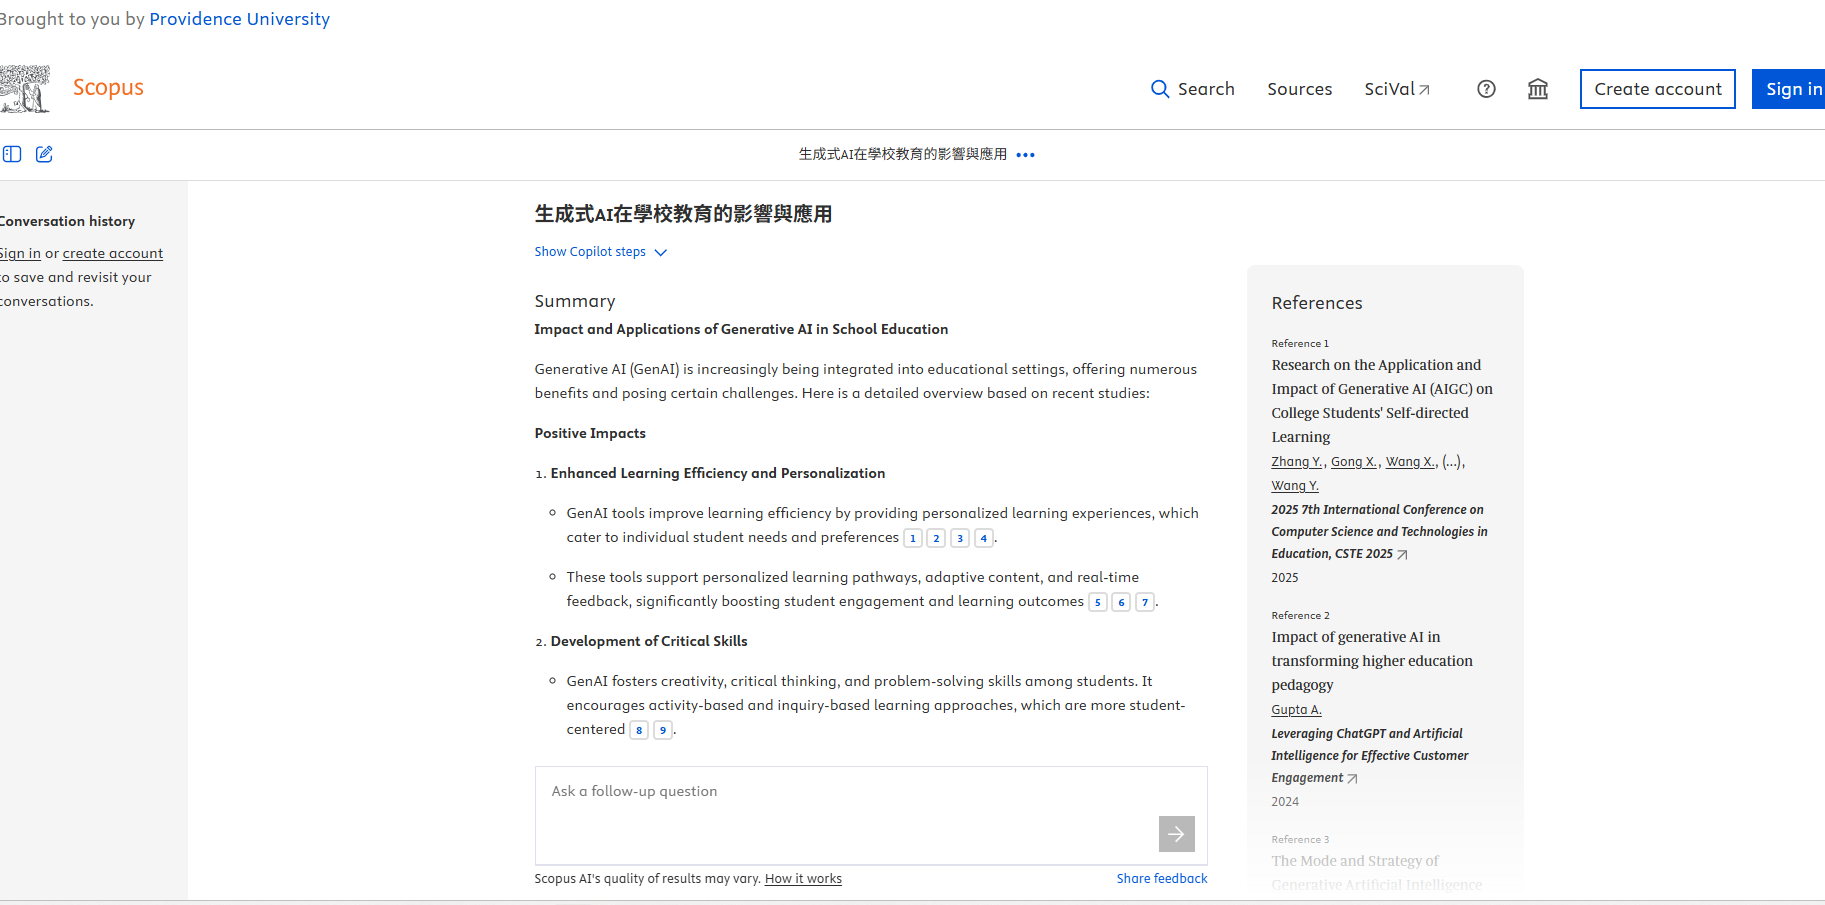 Brought to you by Providence University
Scopus
Search
Sources
SciVal
Create account
Sign in
生成式AI在學校教育的影響與應用
Conversation history
Sign in or create account
to save and revisit your
conversations.
生成式AI在學校教育的影響與應用
Show Copilot steps
Summary
Impact and Applications of Generative AI in School Education
Generative AI (GenAI) is increasingly being integrated into educational settings, offering numerous
benefits and posing certain challenges. Here is a detailed overview based on recent studies:
Positive Impacts
1. Enhanced Learning Efficiency and Personalization
GenAI tools improve learning efficiency by providing personalized learning experiences, which
cater to individual student needs and preferences 1 2 3 4.
These tools support personalized learning pathways, adaptive content, and real-time
feedback, significantly boosting student engagement and learning outcomes 5 6 7.
2. Development of Critical Skills
GenAI fosters creativity, critical thinking, and problem-solving skills among students. It
encourages activity-based and inquiry-based learning approaches, which are more student-
centered 8 9.
Ask a follow-up question
Scopus AI's quality of results may vary. How it works
Share feedback
References
Reference 1
Research on the Application and
Impact of Generative AI (AIGC) on
College Students' Self-directed
Learning
Zhang Y., Gong X., Wang X., (...),
Wang Y.
2025 7th International Conference on
Computer Science and Technologies in
Education, CSTE 2025
2025
Reference 2
Impact of generative AI in
transforming higher education
pedagogy
Gupta A.
Leveraging ChatGPT and Artificial
Intelligence for Effective Customer
Engagement
2024
Reference 3
The Mode and Strategy of
Generative Artificial Intelligence